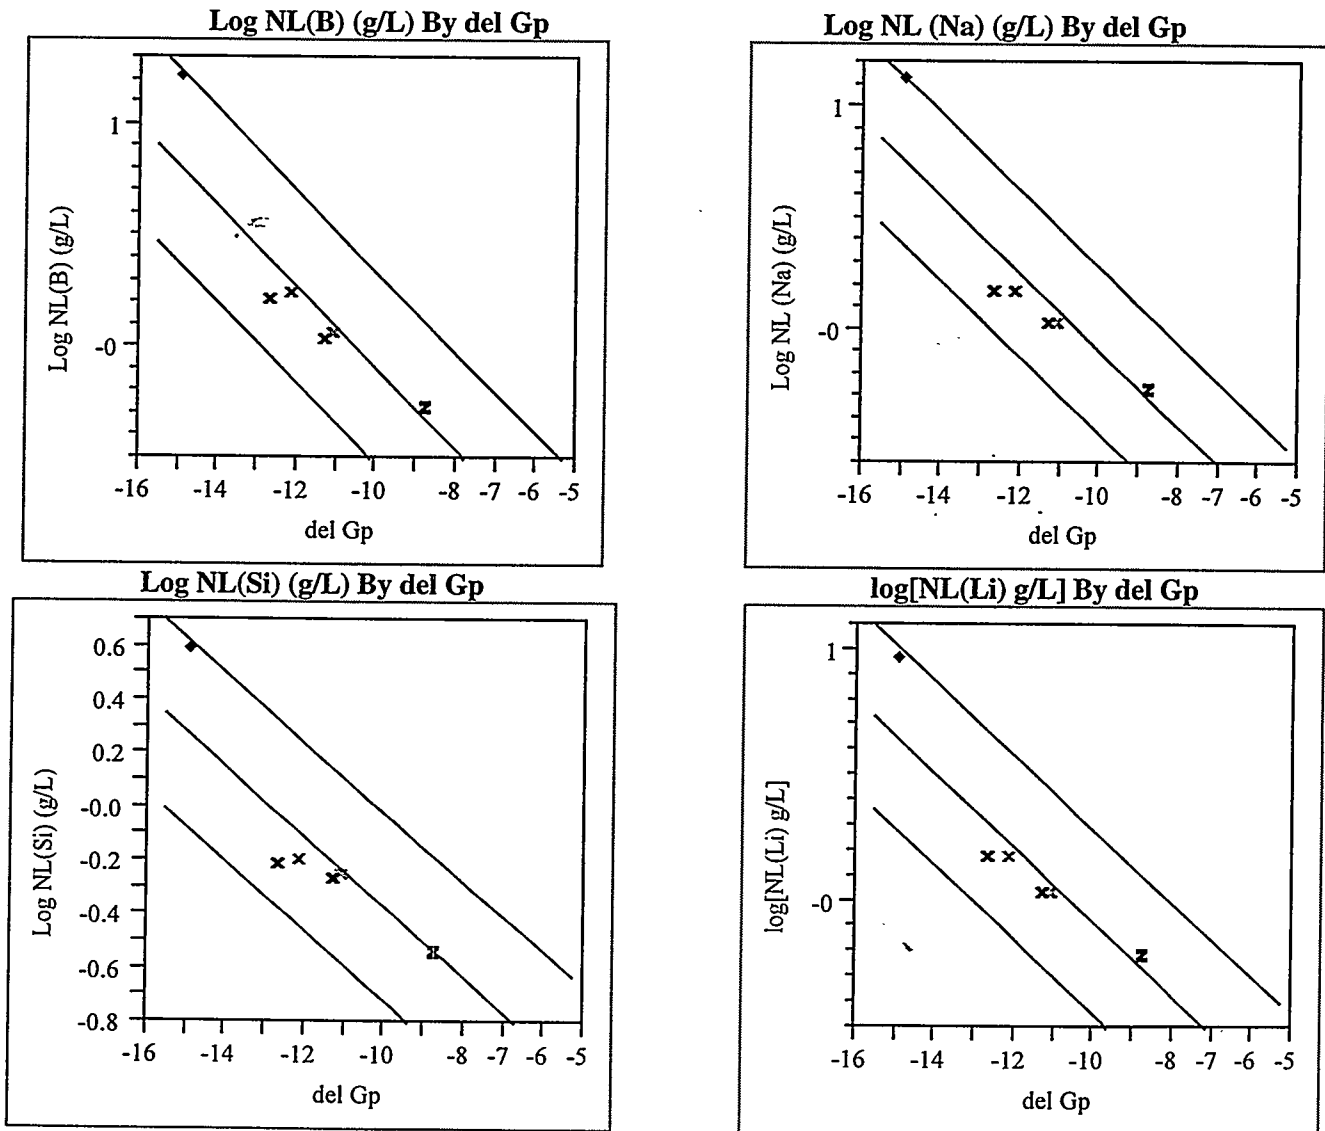 Log NL(B) (g/L) By del Gp
Log NL(B) (g/L)
1
-0
-16 -14 -12 -10 -8 -7 -6 -5
del Gp
Log NL (Na) (g/L) By del Gp
Log NL (Na) (g/L)
1
-0
-16 -14 -12 -10 -8 -7 -6 -5
del Gp
Log NL(Si) (g/L) By del Gp
Log NL(Si) (g/L)
0.6
0.4
0.2
-0.0
-0.2
-0.4
-0.6
-0.8
-16 -14 -12 -10 -8 -7 -6 -5
del Gp
log[NL(Li) g/L] By del Gp
log[NL(Li) g/L]
1
-0
-16 -14 -12 -10 -8 -7 -6 -5
del Gp